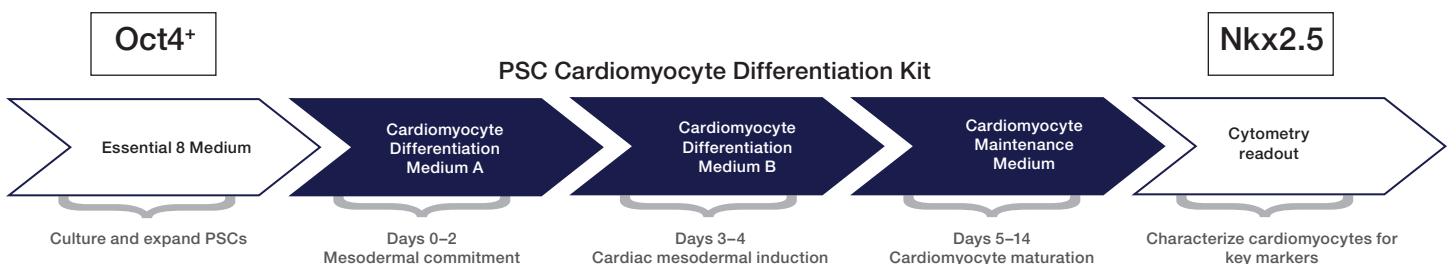 Oct4⁺
Nkx2.5
PSC Cardiomyocyte Differentiation Kit
Essential 8 Medium
Cardiomyocyte
Differentiation
Medium A
Cardiomyocyte
Differentiation
Medium B
Cardiomyocyte
Maintenance
Medium
Cytometry
readout
Culture and expand PSCs
Days 0–2
Mesodermal commitment
Days 3–4
Cardiac mesodermal induction
Days 5–14
Cardiomyocyte maturation
Characterize cardiomyocytes for
key markers